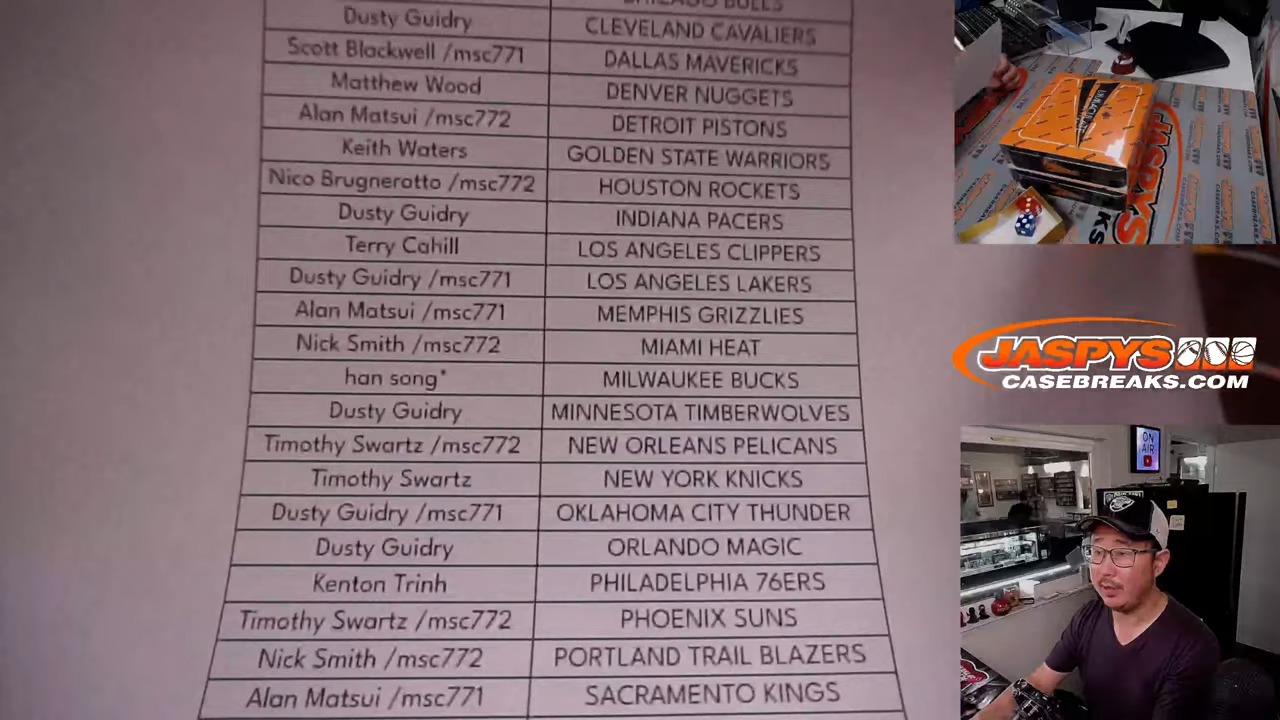 CHICAGO BULLS
Dusty Guidry CLEVELAND CAVALIERS
Scott Blackwell /msc771 DALLAS MAVERICKS
Matthew Wood DENVER NUGGETS
Alan Matsui /msc772 DETROIT PISTONS
Keith Waters GOLDEN STATE WARRIORS
Nico Brugnerotto /msc772 HOUSTON ROCKETS
Dusty Guidry INDIANA PACERS
Terry Cahill LOS ANGELES CLIPPERS
Dusty Guidry /msc771 LOS ANGELES LAKERS
Alan Matsui /msc771 MEMPHIS GRIZZLIES
Nick Smith /msc772 MIAMI HEAT
han song* MILWAUKEE BUCKS
Dusty Guidry MINNESOTA TIMBERWOLVES
Timothy Swartz /msc772 NEW ORLEANS PELICANS
Timothy Swartz NEW YORK KNICKS
Dusty Guidry /msc771 OKLAHOMA CITY THUNDER
Dusty Guidry ORLANDO MAGIC
Kenton Trinh PHILADELPHIA 76ERS
Timothy Swartz /msc772 PHOENIX SUNS
Nick Smith /msc772 PORTLAND TRAIL BLAZERS
Alan Matsui /msc771 SACRAMENTO KINGS
JASPYS
JASPYS
CASEBREAKS.COM
ON
AIR